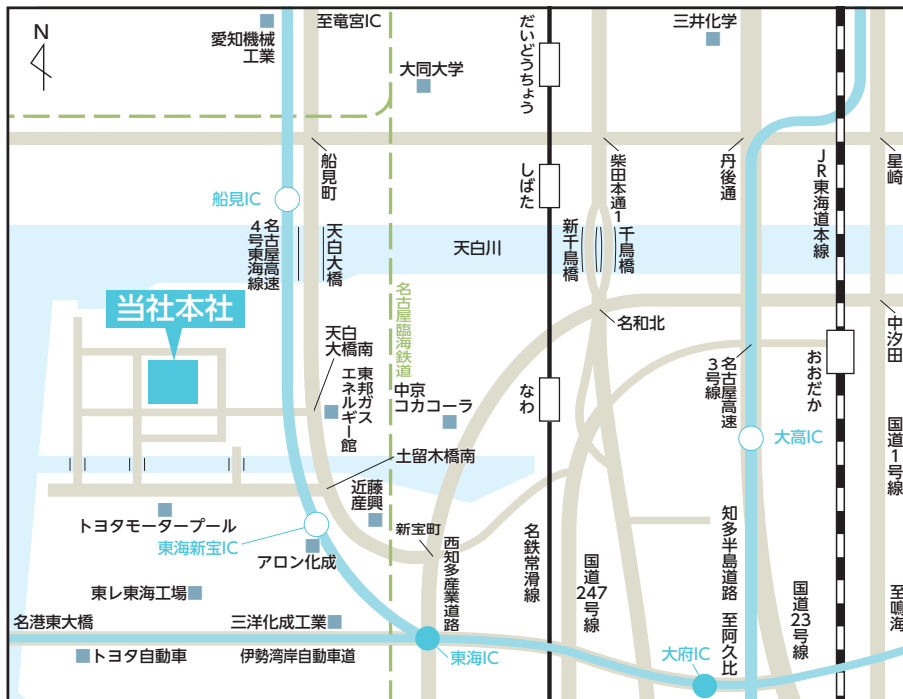 N
愛知機械
工業
至竜宮IC
大同大学
だいどうちょう
三井化学
船見町
しばた
柴田本通1
丹後通
JR東海道本線
星崎
船見IC
名古屋高速
4号東海線
天白大橋
天白川
新千鳥橋
千鳥橋
名古屋臨海鉄道
当社本社
天白
大橋南
名和北
中汐田
東邦ガス
エネルギー館
中京
コカコーラ
なわ
名古屋高速
3号線
おおだか
大高IC
国道1号線
土留木橋南
近藤
産興
トヨタモータープール
東海新宝IC
アロン化成
新宝町
西知多産業道路
名鉄常滑線
国道
247
号線
知多半島道路
至阿久比
国道
23
号線
至鳴海
東レ東海工場
名港東大橋
三洋化成工業
トヨタ自動車
伊勢湾岸自動車道
東海IC
大府IC